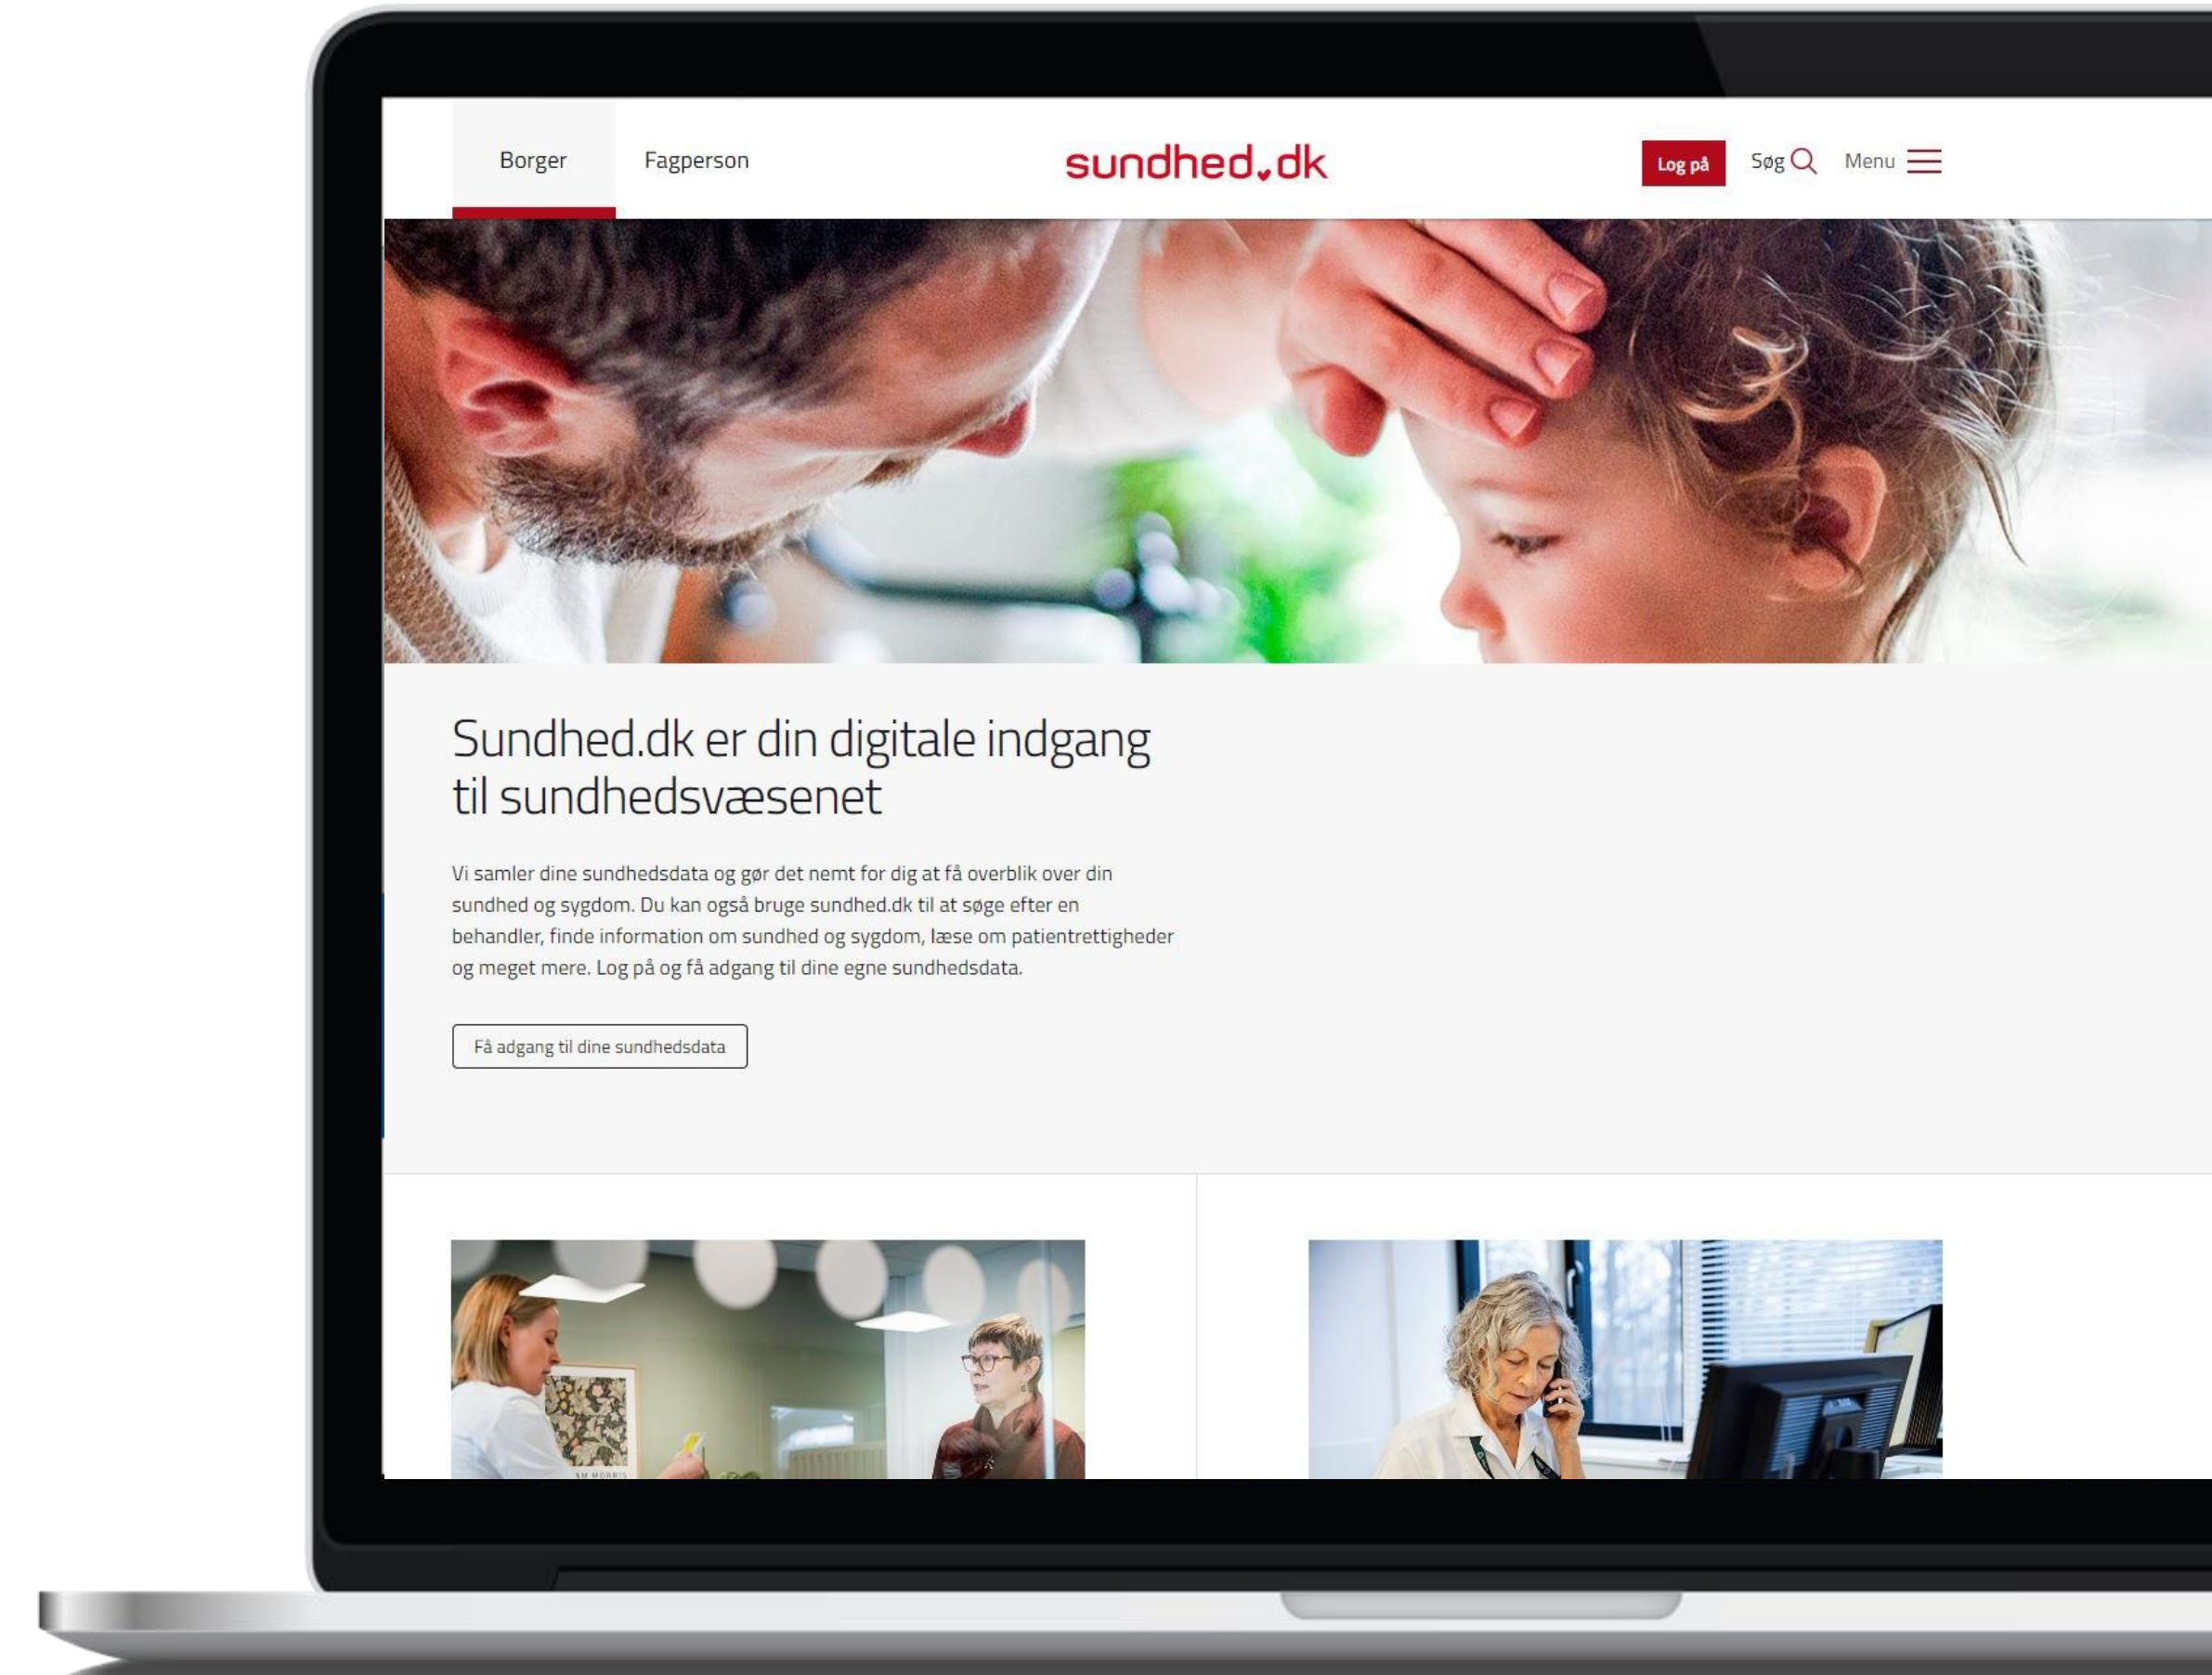 Borger
Fagperson
sundhed.dk
Log på
Søg
Menu
Sundhed.dk er din digitale indgang
til sundhedsvæsenet
Vi samler dine sundhedsdata og gør det nemt for dig at få overblik over din
sundhed og sygdom. Du kan også bruge sundhed.dk til at søge efter en
behandler, finde information om sundhed og sygdom, læse om patientrettigheder
og meget mere. Log på og få adgang til dine egne sundhedsdata.
Få adgang til dine sundhedsdata